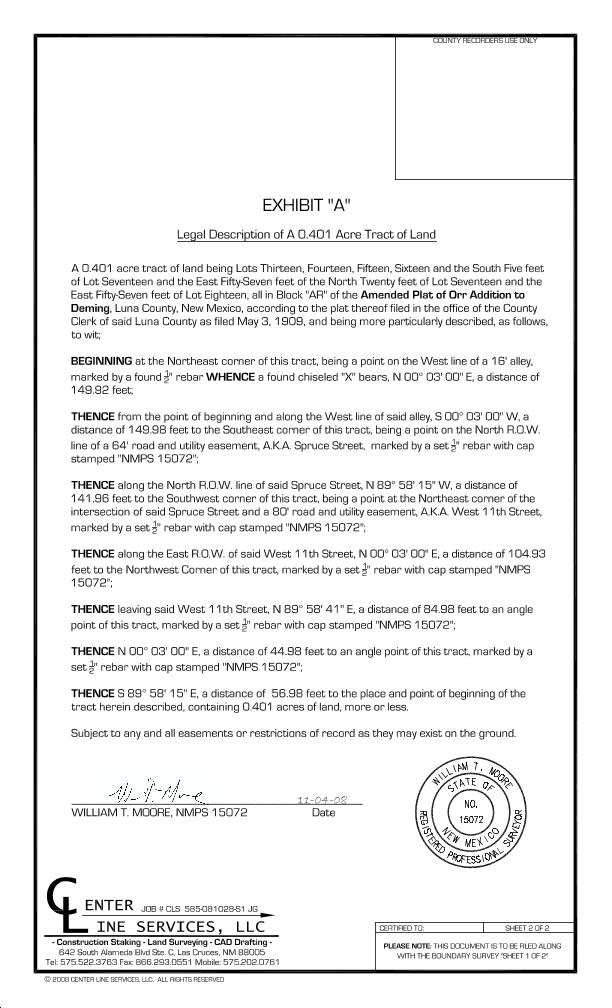 COUNTY RECORDERS USE ONLY
EXHIBIT "A"
Legal Description of A 0.401 Acre Tract of Land
A 0.401 acre tract of land being Lots Thirteen, Fourteen, Fifteen, Sixteen and the South Five feet
of Lot Seventeen and the East Fifty-Seven feet of the North Twenty feet of Lot Seventeen and the
East Fifty-Seven feet of Lot Eighteen, all in Block "AR" of the Amended Plat of Orr Addition to
Deming, Luna County, New Mexico, according to the plat thereof filed in the office of the County
Clerk of said Luna County as filed May 3, 1909, and being more particularly described, as follows,
to wit;
BEGINNING at the Northeast corner of this tract, being a point on the West line of a 16' alley,
marked by a found ½" rebar WHENCE a found chiseled "X" bears, N 00° 03' 00" E, a distance of
149.92 feet;
THENCE from the point of beginning and along the West line of said alley, S 00° 03' 00" W, a
distance of 149.98 feet to the Southeast corner of this tract, being a point on the North R.O.W.
line of a 64' road and utility easement, A.K.A. Spruce Street, marked by a set ½" rebar with cap
stamped "NMPS 15072";
THENCE along the North R.O.W. line of said Spruce Street, N 89° 58' 15" W, a distance of
141.96 feet to the Southwest corner of this tract, being a point at the Northeast corner of the
intersection of said Spruce Street and a 80' road and utility easement, A.K.A. West 11th Street,
marked by a set ½" rebar with cap stamped "NMPS 15072";
THENCE along the East R.O.W. of said West 11th Street, N 00° 03' 00" E, a distance of 104.93
feet to the Northwest Corner of this tract, marked by a set ½" rebar with cap stamped "NMPS
15072";
THENCE leaving said West 11th Street, N 89° 58' 41" E, a distance of 84.98 feet to an angle
point of this tract, marked by a set ½" rebar with cap stamped "NMPS 15072";
THENCE N 00° 03' 00" E, a distance of 44.98 feet to an angle point of this tract, marked by a
set ½" rebar with cap stamped "NMPS 15072";
THENCE S 89° 58' 15" E, a distance of 56.98 feet to the place and point of beginning of the
tract herein described, containing 0.401 acres of land, more or less.
Subject to any and all easements or restrictions of record as they may exist on the ground.
11-04-08
WILLIAM T. MOORE, NMPS 15072 Date
WILLIAM T. MOORE
STATE OF
NO.
15072
NEW MEXICO
REGISTERED PROFESSIONAL SURVEYOR
CENTER JOB # CLS 585-081028-S1 JG
LINE SERVICES, LLC
- Construction Staking - Land Surveying - CAD Drafting -
642 South Alameda Blvd Ste. C, Las Cruces, NM 88005
Tel: 575.522.3763 Fax: 866.293.0551 Mobile: 575.202.0761
CERTIFIED TO: SHEET 2 OF 2
PLEASE NOTE: THIS DOCUMENT IS TO BE FILED ALONG
WITH THE BOUNDARY SURVEY "SHEET 1 OF 2"
© 2008 CENTER LINE SERVICES, LLC. ALL RIGHTS RESERVED